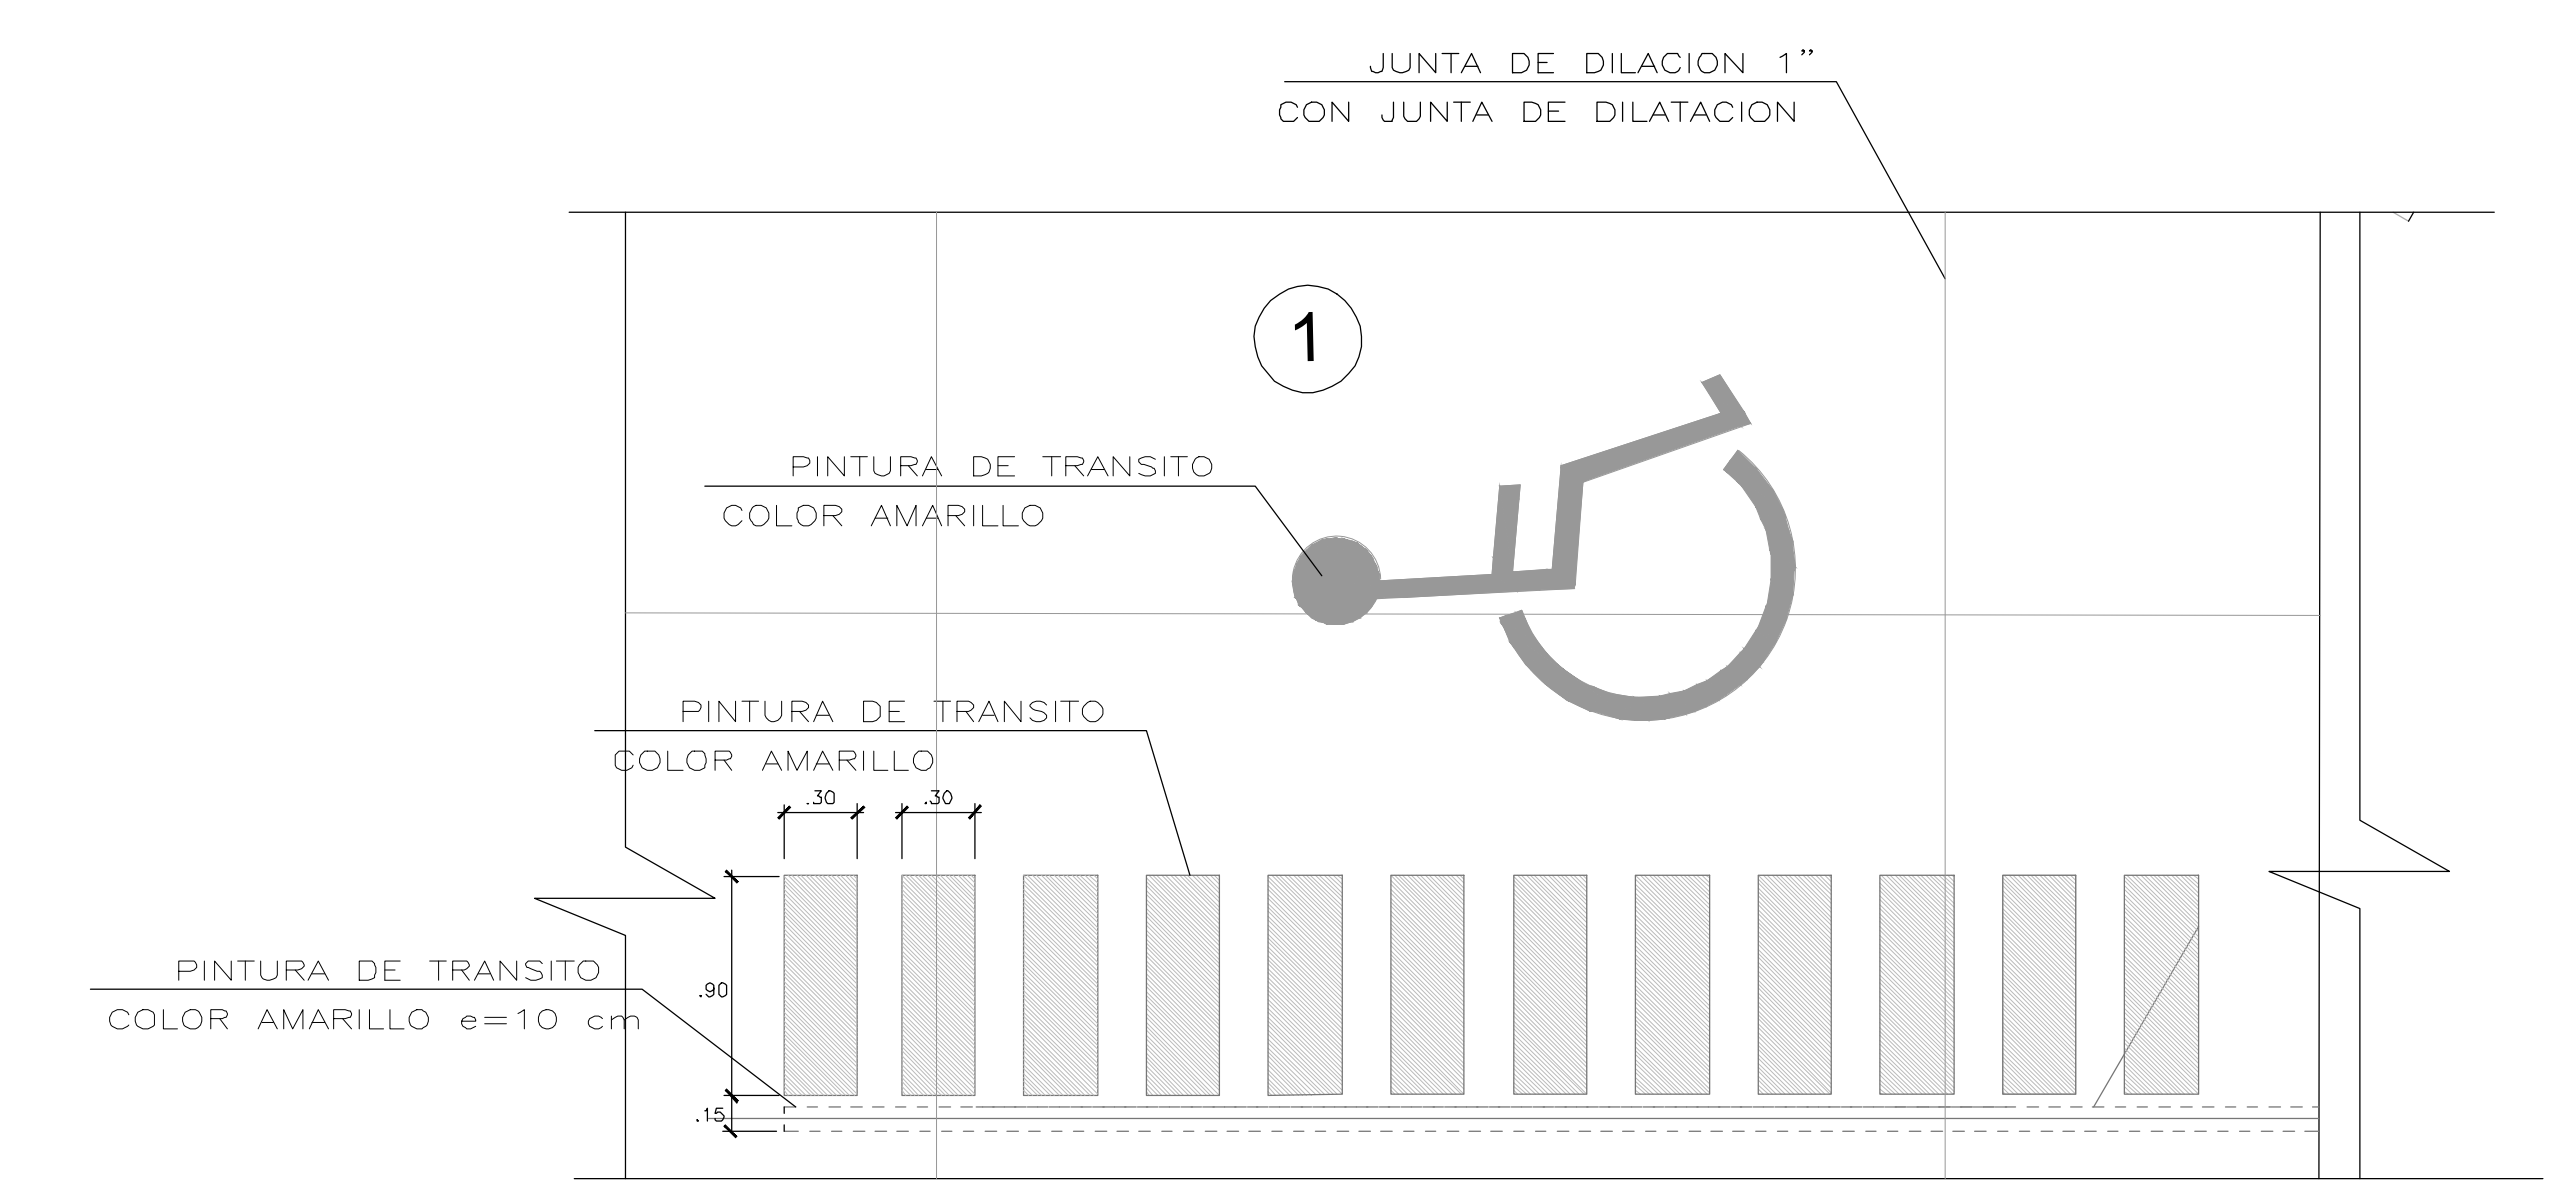 JUNTA DE DILACION 1”
CON JUNTA DE DILATACION
1
PINTURA DE TRANSITO
COLOR AMARILLO
PINTURA DE TRANSITO
COLOR AMARILLO
.30 .30
PINTURA DE TRANSITO
COLOR AMARILLO e=10 cm
.90
.15